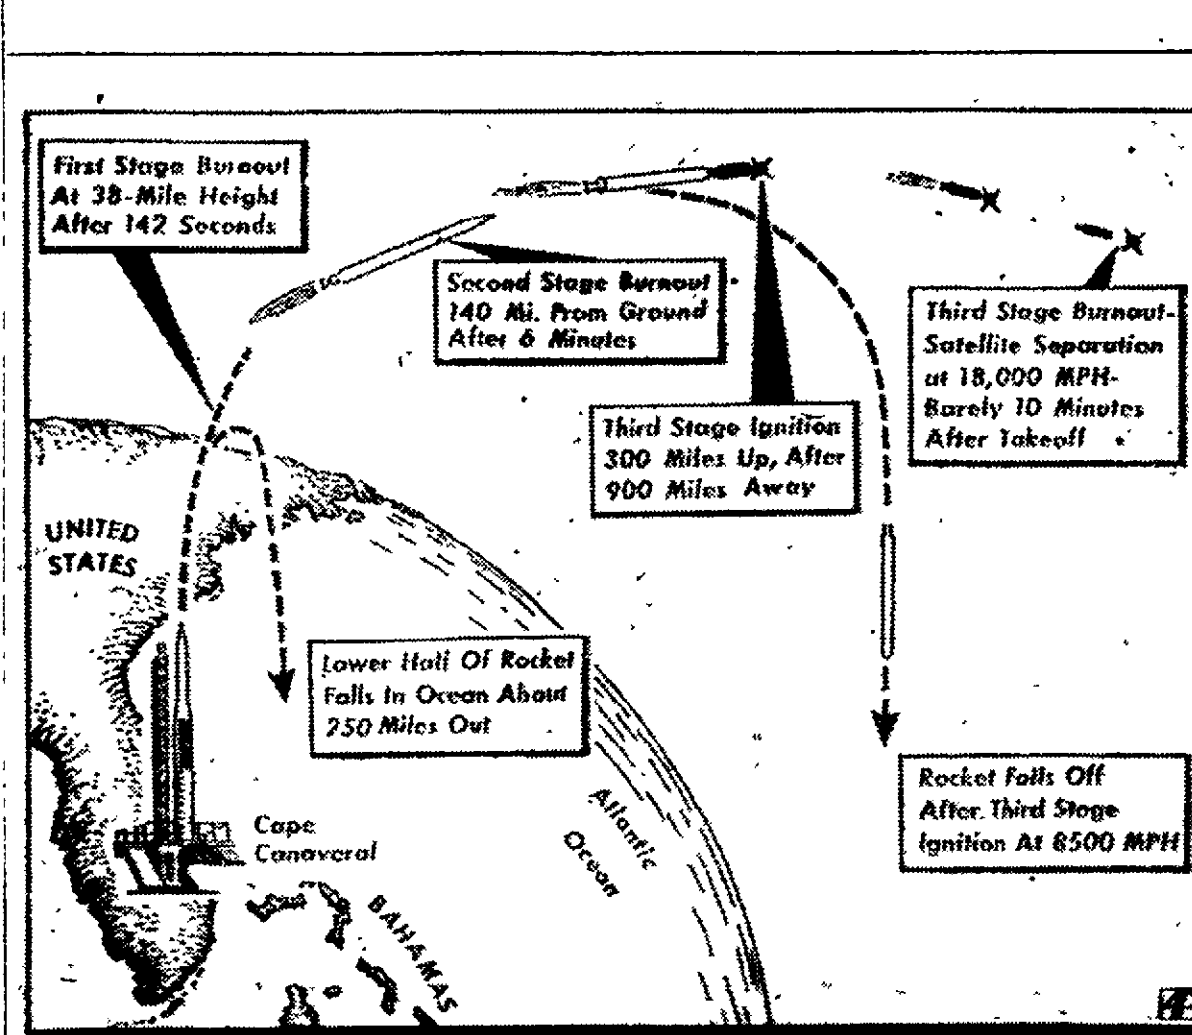 First Stage Burnout
At 38-Mile Height
After 142 Seconds
Second Stage Burnout
140 Mi. From Ground
After 6 Minutes
Third Stage Ignition
300 Miles Up, After
900 Miles Away
Third Stage Burnout-
Satellite Separation
at 18,000 MPH-
Barely 10 Minutes
After Takeoff
UNITED
STATES
Lower Half Of Rocket
Falls In Ocean About
250 Miles Out
Rocket Falls Off
After Third Stage
Ignition At 8500 MPH
Cape
Canaveral
Atlantic
Ocean
BAHAMAS
4